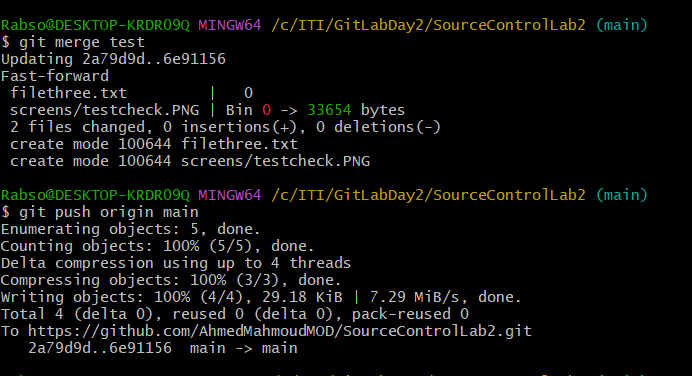 Rabso@DESKTOP-KRDR09Q MINGW64 /c/ITI/GitLabDay2/SourceControlLab2 (main)
$ git merge test
Updating 2a79d9d..6e91156
Fast-forward
 filethree.txt         |   0
 screens/testcheck.PNG | Bin 0 -> 33654 bytes
 2 files changed, 0 insertions(+), 0 deletions(-)
 create mode 100644 filethree.txt
 create mode 100644 screens/testcheck.PNG
Rabso@DESKTOP-KRDR09Q MINGW64 /c/ITI/GitLabDay2/SourceControlLab2 (main)
$ git push origin main
Enumerating objects: 5, done.
Counting objects: 100% (5/5), done.
Delta compression using up to 4 threads
Compressing objects: 100% (3/3), done.
Writing objects: 100% (4/4), 29.18 KiB | 7.29 MiB/s, done.
Total 4 (delta 0), reused 0 (delta 0), pack-reused 0
To https://github.com/AhmedMahmoudMOD/SourceControlLab2.git
   2a79d9d..6e91156  main -> main